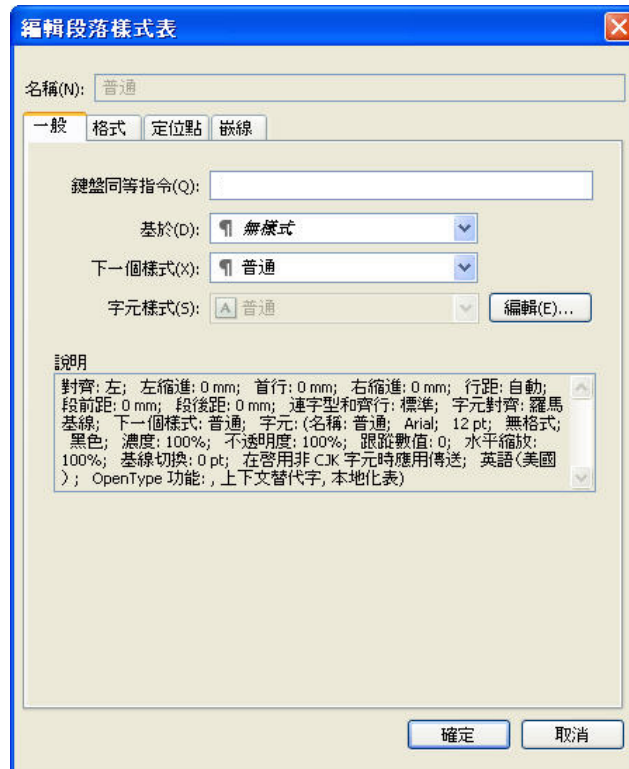 編輯段落樣式表
名稱(N): 普通
一般 格式 定位點 嵌線
鍵盤同等指令(Q):
基於(D): ¶ 無樣式
下一個樣式(X): ¶ 普通
字元樣式(S): A 普通 編輯(E)...
說明
對齊: 左; 左縮進: 0 mm; 首行: 0 mm; 右縮進: 0 mm; 行距: 自動;
段前距: 0 mm; 段後距: 0 mm; 連字型和齊行: 標準; 字元對齊: 羅馬
基線; 下一個樣式: 普通; 字元: (名稱: 普通; Arial; 12 pt; 無格式;
黑色; 濃度: 100%; 不透明度: 100%; 跟蹤數值: 0; 水平縮放:
100%; 基線切換: 0 pt; 在啓用非 CJK 字元時應用傳送; 英語(美國
); OpenType 功能: , 上下文替代字, 本地化表)
確定 取消